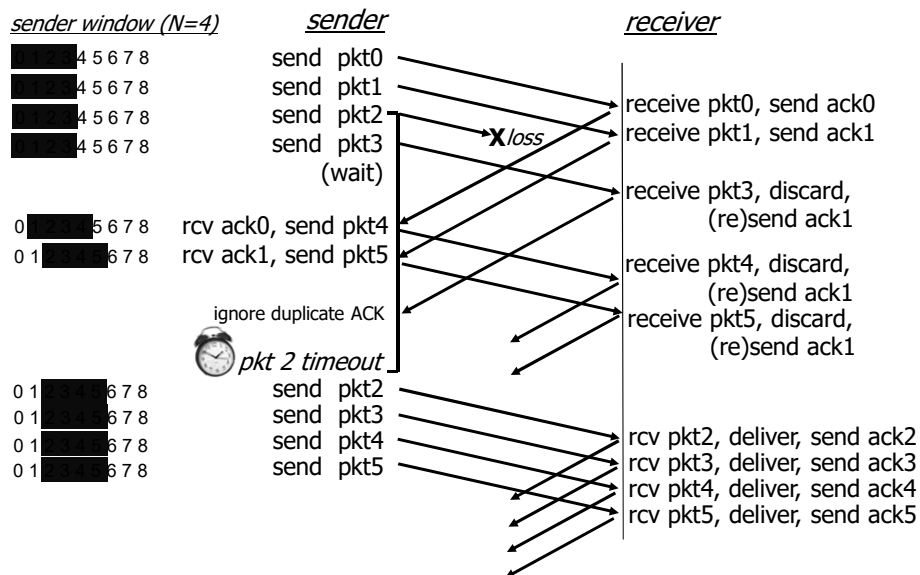 sender window (N=4) sender receiver
0 1 2 3 4 5 6 7 8 send pkt0
0 1 2 3 4 5 6 7 8 send pkt1
0 1 2 3 4 5 6 7 8 send pkt2
0 1 2 3 4 5 6 7 8 send pkt3
(wait)
X loss
receive pkt0, send ack0
receive pkt1, send ack1
receive pkt3, discard,
(re)send ack1
0 1 2 3 4 5 6 7 8 rcv ack0, send pkt4
0 1 2 3 4 5 6 7 8 rcv ack1, send pkt5
receive pkt4, discard,
(re)send ack1
receive pkt5, discard,
(re)send ack1
ignore duplicate ACK
pkt 2 timeout
0 1 2 3 4 5 6 7 8 send pkt2
0 1 2 3 4 5 6 7 8 send pkt3
0 1 2 3 4 5 6 7 8 send pkt4
0 1 2 3 4 5 6 7 8 send pkt5
rcv pkt2, deliver, send ack2
rcv pkt3, deliver, send ack3
rcv pkt4, deliver, send ack4
rcv pkt5, deliver, send ack5